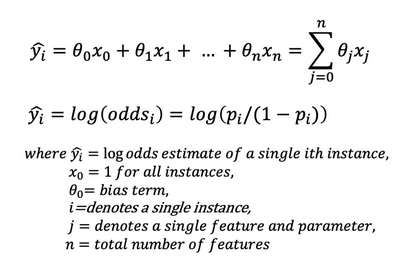 ŷᵢ = θ₀x₀ + θ₁x₁ + … + θₙxₙ = ∑ⁿⱼ₌₀ θⱼxⱼ
ŷᵢ = log(oddsᵢ) = log(pᵢ/(1 − pᵢ))
where ŷᵢ = log odds estimate of a single ith instance,
x₀ = 1 for all instances,
θ₀= bias term,
i=denotes a single instance,
j = denotes a single feature and parameter,
n = total number of features